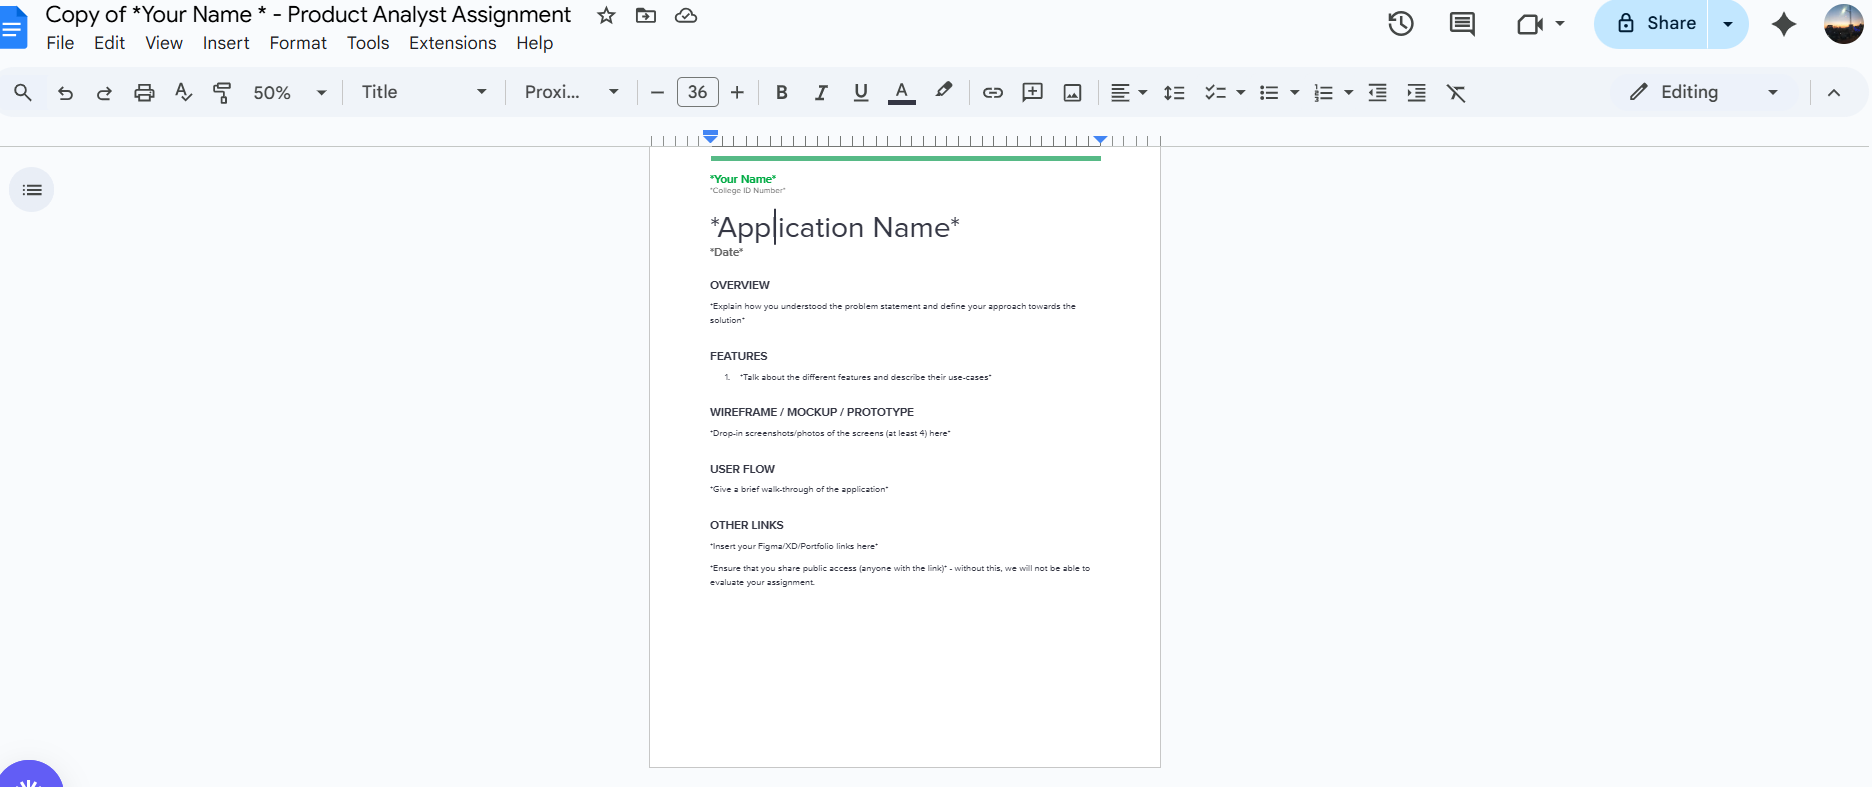 Copy of *Your Name * - Product Analyst Assignment
File Edit View Insert Format Tools Extensions Help
Share
50% Title Proxi... 36 B I U A Editing
*Your Name*
*College ID Number*
*Application Name*
*Date*
OVERVIEW
*Explain how you understood the problem statement and define your approach towards the
solution*
FEATURES
1. *Talk about the different features and describe their use-cases*
WIREFRAME / MOCKUP / PROTOTYPE
*Drop-in screenshots/photos of the screens (at least 4) here*
USER FLOW
*Give a brief walk-through of the application*
OTHER LINKS
*Insert your Figma/XD/Portfolio links here*
*Ensure that you share public access (anyone with the link)* - without this, we will not be able to
evaluate your assignment.